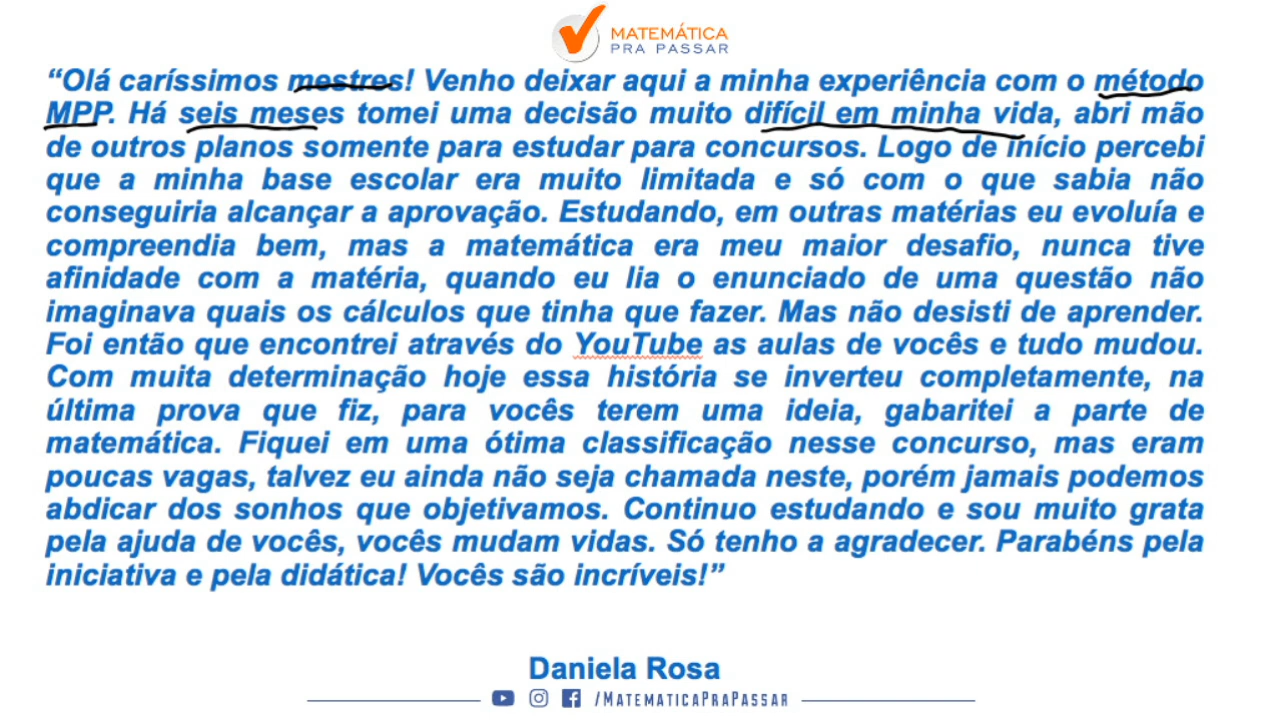 MATEMÁTICA
PRA PASSAR
“Olá caríssimos mestres! Venho deixar aqui a minha experiência com o método
MPP. Há seis meses tomei uma decisão muito difícil em minha vida, abri mão
de outros planos somente para estudar para concursos. Logo de início percebi
que a minha base escolar era muito limitada e só com o que sabia não
conseguiria alcançar a aprovação. Estudando, em outras matérias eu evoluía e
compreendia bem, mas a matemática era meu maior desafio, nunca tive
afinidade com a matéria, quando eu lia o enunciado de uma questão não
imaginava quais os cálculos que tinha que fazer. Mas não desisti de aprender.
Foi então que encontrei através do YouTube as aulas de vocês e tudo mudou.
Com muita determinação hoje essa história se inverteu completamente, na
última prova que fiz, para vocês terem uma ideia, gabaritei a parte de
matemática. Fiquei em uma ótima classificação nesse concurso, mas eram
poucas vagas, talvez eu ainda não seja chamada neste, porém jamais podemos
abdicar dos sonhos que objetivamos. Continuo estudando e sou muito grata
pela ajuda de vocês, vocês mudam vidas. Só tenho a agradecer. Parabéns pela
iniciativa e pela didática! Vocês são incríveis!”
Daniela Rosa
/MATEMATICAPRAPASSAR